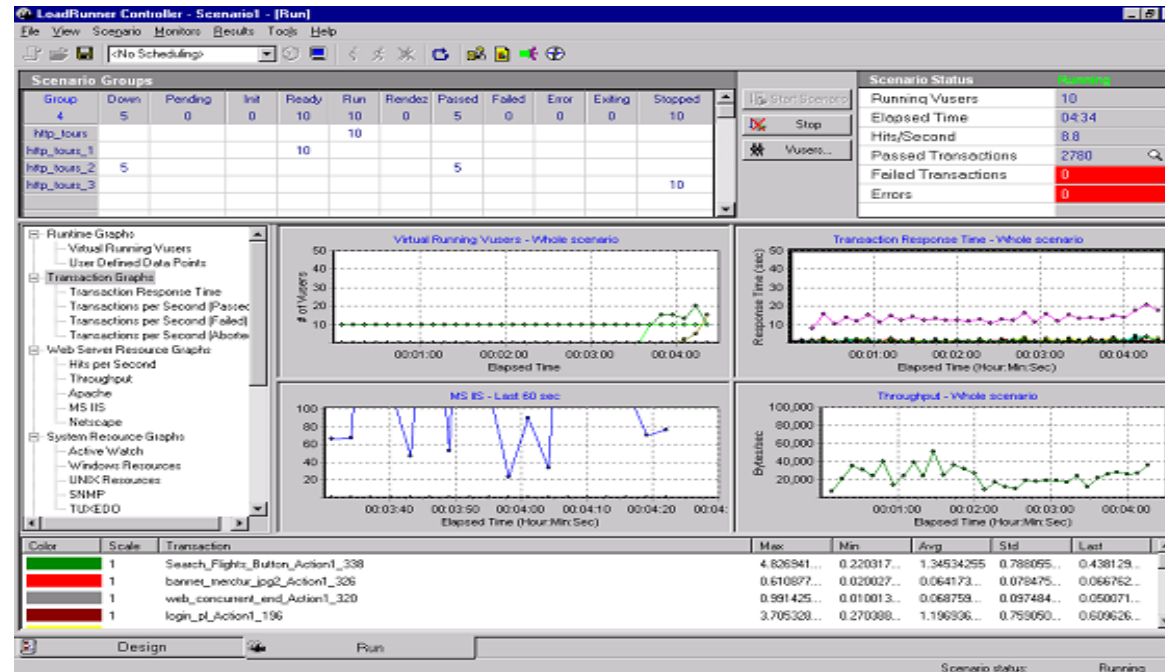 LoadRunner Controller - Scenario1 - [Run]
File View Scenario Monitors Results Tools Help
<No Scheduling>
Scenario Groups
Group Down Pending Init Ready Run Rendez Passed Failed Error Exiting Stopped
4 5 0 0 10 10 0 5 0 0 0 10
http_tours 10
http_tours_1 10
http_tours_2 5 5
http_tours_3 10
Start Scenario
Stop
Vusers...
Scenario Status Running
Running Vusers 10
Elapsed Time 04:34
Hits/Second 8.8
Passed Transactions 2780
Failed Transactions 0
Errors 0
Runtime Graphs
Virtual Running Vusers
User Defined Data Points
Transaction Graphs
Transaction Response Time
Transactions per Second (Passed
Transactions per Second (Failed)
Transactions per Second (Aborte
Web Server Resource Graphs
Hits per Second
Throughput
Apache
MS IIS
Netscape
System Resource Graphs
Active Watch
Windows Resources
UNIX Resources
SNMP
TUXEDO
Virtual Running Vusers - Whole scenario
# of Vusers
50
40
30
20
10
00:01:00 00:02:00 00:03:00 00:04:00
Elapsed Time
Transaction Response Time - Whole scenario
Response Time (sec)
50
40
30
20
10
00:01:00 00:02:00 00:03:00 00:04:00
Elapsed Time (Hour:Min:Sec)
MS IIS - Last 60 sec
100
80
60
40
20
00:03:40 00:03:50 00:04:00 00:04:10 00:04:20 00:04:
Elapsed Time (Hour:Min:Sec)
Throughput - Whole scenario
Bytes/sec
100,000
80,000
60,000
40,000
20,000
00:01:00 00:02:00 00:03:00 00:04:00
Elapsed Time (Hour:Min:Sec)
Color Scale Transaction Max Min Avg Std Last
1 Search_Flights_Button_Action1_338 4.826941... 0.220317... 1.34534255 0.788055... 0.438129...
1 banner_merctur_jpg2_Action1_326 0.610877... 0.020027... 0.064173... 0.078475... 0.066762...
1 web_concurrent_end_Action1_320 0.991425... 0.010013... 0.068759... 0.097484... 0.050071...
1 login_pl_Action1_196 3.705328... 0.270388... 1.196936... 0.759050... 0.609626...
Design Run
Scenario status: Running